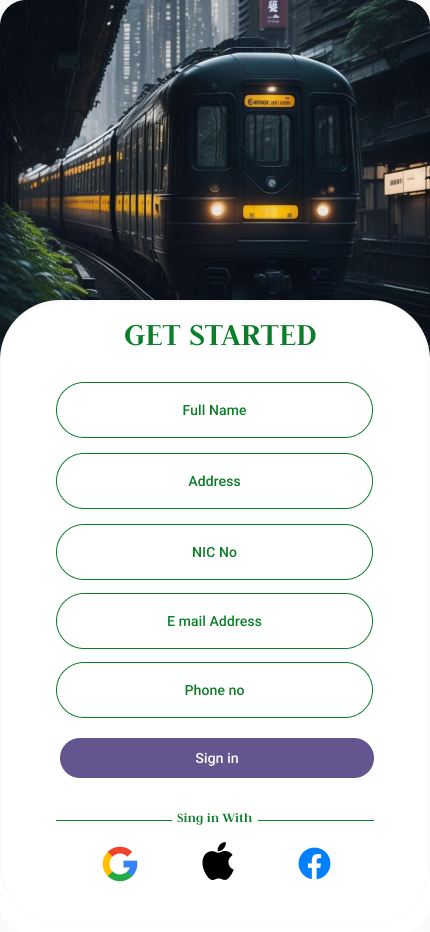 GET STARTED
Full Name
Address
NIC No
E mail Address
Phone no
Sign in
Sing in With